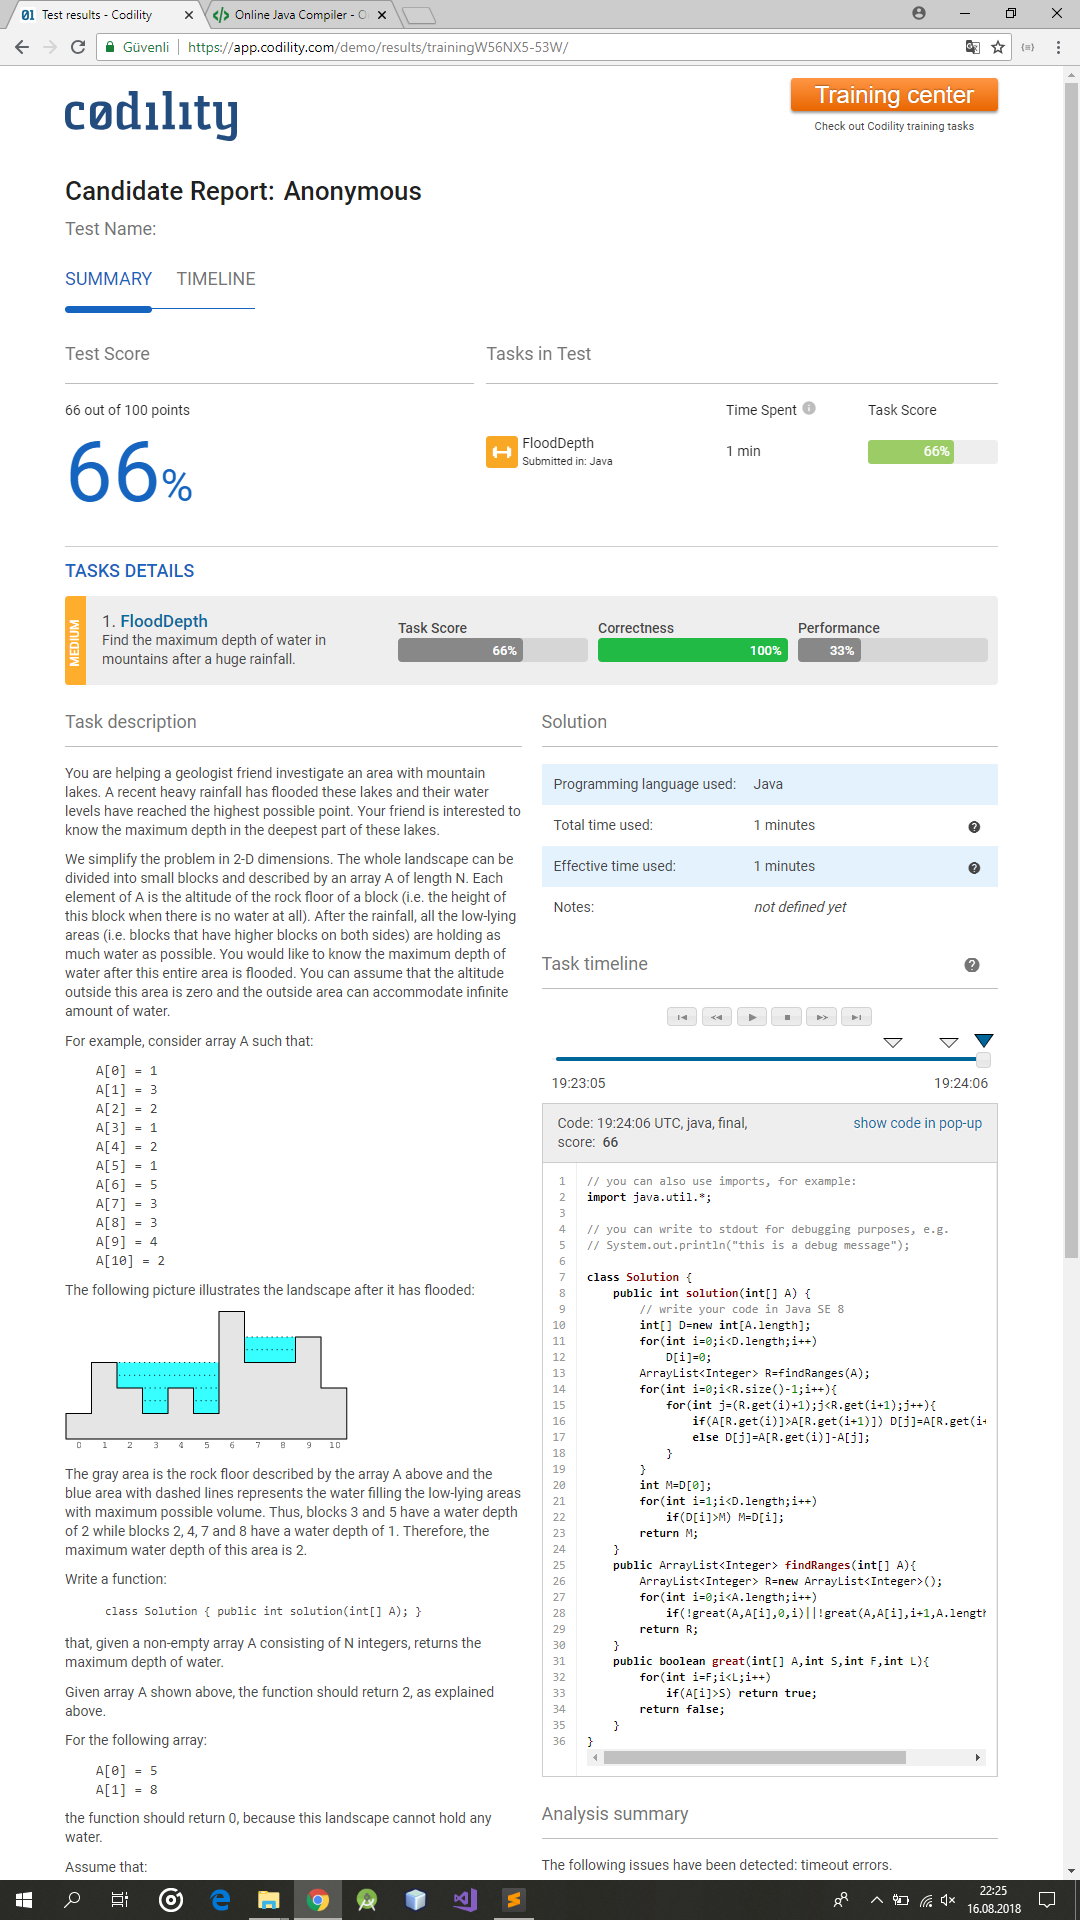 Test results - Codility
Online Java Compiler - O
Güvenli
https://app.codility.com/demo/results/trainingW56NX5-53W/
codility
Training center
Check out Codility training tasks
Candidate Report: Anonymous
Test Name:
SUMMARY TIMELINE
Test Score
Tasks in Test
66 out of 100 points
66%
Time Spent
Task Score
FloodDepth
Submitted in: Java
1 min
66%
TASKS DETAILS
MEDIUM
1. FloodDepth
Find the maximum depth of water in
mountains after a huge rainfall.
Task Score
66%
Correctness
100%
Performance
33%
Task description
You are helping a geologist friend investigate an area with mountain
lakes. A recent heavy rainfall has flooded these lakes and their water
levels have reached the highest possible point. Your friend is interested to
know the maximum depth in the deepest part of these lakes.
We simplify the problem in 2-D dimensions. The whole landscape can be
divided into small blocks and described by an array A of length N. Each
element of A is the altitude of the rock floor of a block (i.e. the height of
this block when there is no water at all). After the rainfall, all the low-lying
areas (i.e. blocks that have higher blocks on both sides) are holding as
much water as possible. You would like to know the maximum depth of
water after this entire area is flooded. You can assume that the altitude
outside this area is zero and the outside area can accommodate infinite
amount of water.
For example, consider array A such that:
A[0] = 1
A[1] = 3
A[2] = 2
A[3] = 1
A[4] = 2
A[5] = 1
A[6] = 5
A[7] = 3
A[8] = 3
A[9] = 4
A[10] = 2
The following picture illustrates the landscape after it has flooded:
0 1 2 3 4 5 6 7 8 9 10
The gray area is the rock floor described by the array A above and the
blue area with dashed lines represents the water filling the low-lying areas
with maximum possible volume. Thus, blocks 3 and 5 have a water depth
of 2 while blocks 2, 4, 7 and 8 have a water depth of 1. Therefore, the
maximum water depth of this area is 2.
Write a function:
class Solution { public int solution(int[] A); }
that, given a non-empty array A consisting of N integers, returns the
maximum depth of water.
Given array A shown above, the function should return 2, as explained
above.
For the following array:
A[0] = 5
A[1] = 8
the function should return 0, because this landscape cannot hold any
water.
Assume that:
Solution
Programming language used: Java
Total time used: 1 minutes
Effective time used: 1 minutes
Notes: not defined yet
Task timeline
19:23:05
19:24:06
Code: 19:24:06 UTC, java, final,
score: 66
show code in pop-up
1 // you can also use imports, for example:
2 import java.util.*;
3
4 // you can write to stdout for debugging purposes, e.g.
5 // System.out.println("this is a debug message");
6
7 class Solution {
8 public int solution(int[] A) {
9 // write your code in Java SE 8
10 int[] D=new int[A.length];
11 for(int i=0;i<D.length;i++)
12 D[i]=0;
13 ArrayList<Integer> R=findRanges(A);
14 for(int i=0;i<R.size()-1;i++){
15 for(int j=(R.get(i)+1);j<R.get(i+1);j++){
16 if(A[R.get(i)]>A[R.get(i+1)]) D[j]=A[R.get(i+
17 else D[j]=A[R.get(i)]-A[j];
18 }
19 }
20 int M=D[0];
21 for(int i=1;i<D.length;i++)
22 if(D[i]>M) M=D[i];
23 return M;
24 }
25 public ArrayList<Integer> findRanges(int[] A){
26 ArrayList<Integer> R=new ArrayList<Integer>();
27 for(int i=0;i<A.length;i++)
28 if(!great(A,A[i],0,i)||!great(A,A[i],i+1,A.length
29 return R;
30 }
31 public boolean great(int[] A,int S,int F,int L){
32 for(int i=F;i<L;i++)
33 if(A[i]>S) return true;
34 return false;
35 }
36 }
Analysis summary
The following issues have been detected: timeout errors.
22:25
16.08.2018